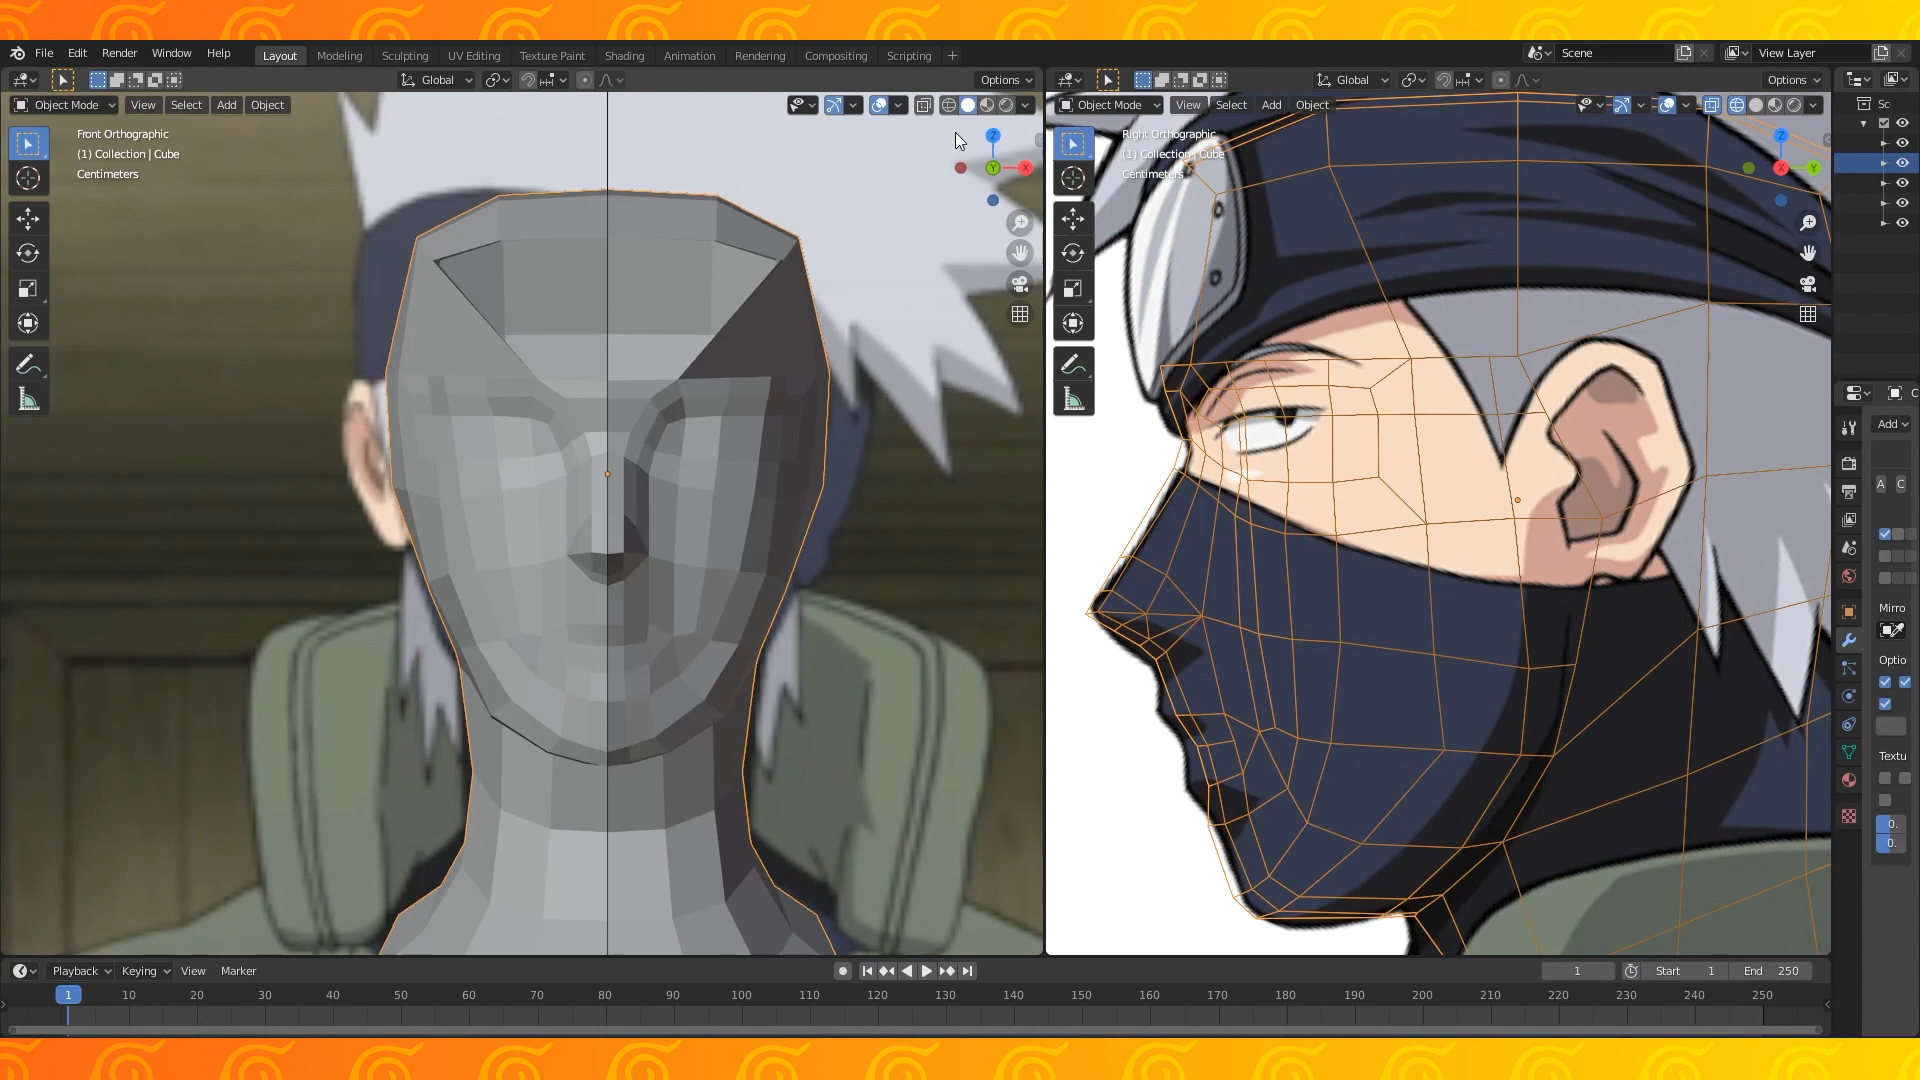 File Edit Render Window Help
Layout Modeling Sculpting UV Editing Texture Paint Shading Animation Rendering Compositing Scripting +
Scene
View Layer
Global
Options
Global
Options
Object Mode View Select Add Object
Object Mode View Select Add Object
Sc
Front Orthographic
(1) Collection | Cube
Centimeters
Z
Y
X
Right Orthographic
(1) Collection | Cube
Centimeters
Z
X
Y
C
Add
A C
Mirro
Optio
Textu
0.
0.
Playback Keying View Marker
1
Start 1
End 250
1 10 20 30 40 50 60 70 80 90 100 110 120 130 140 150 160 170 180 190 200 210 220 230 240 250